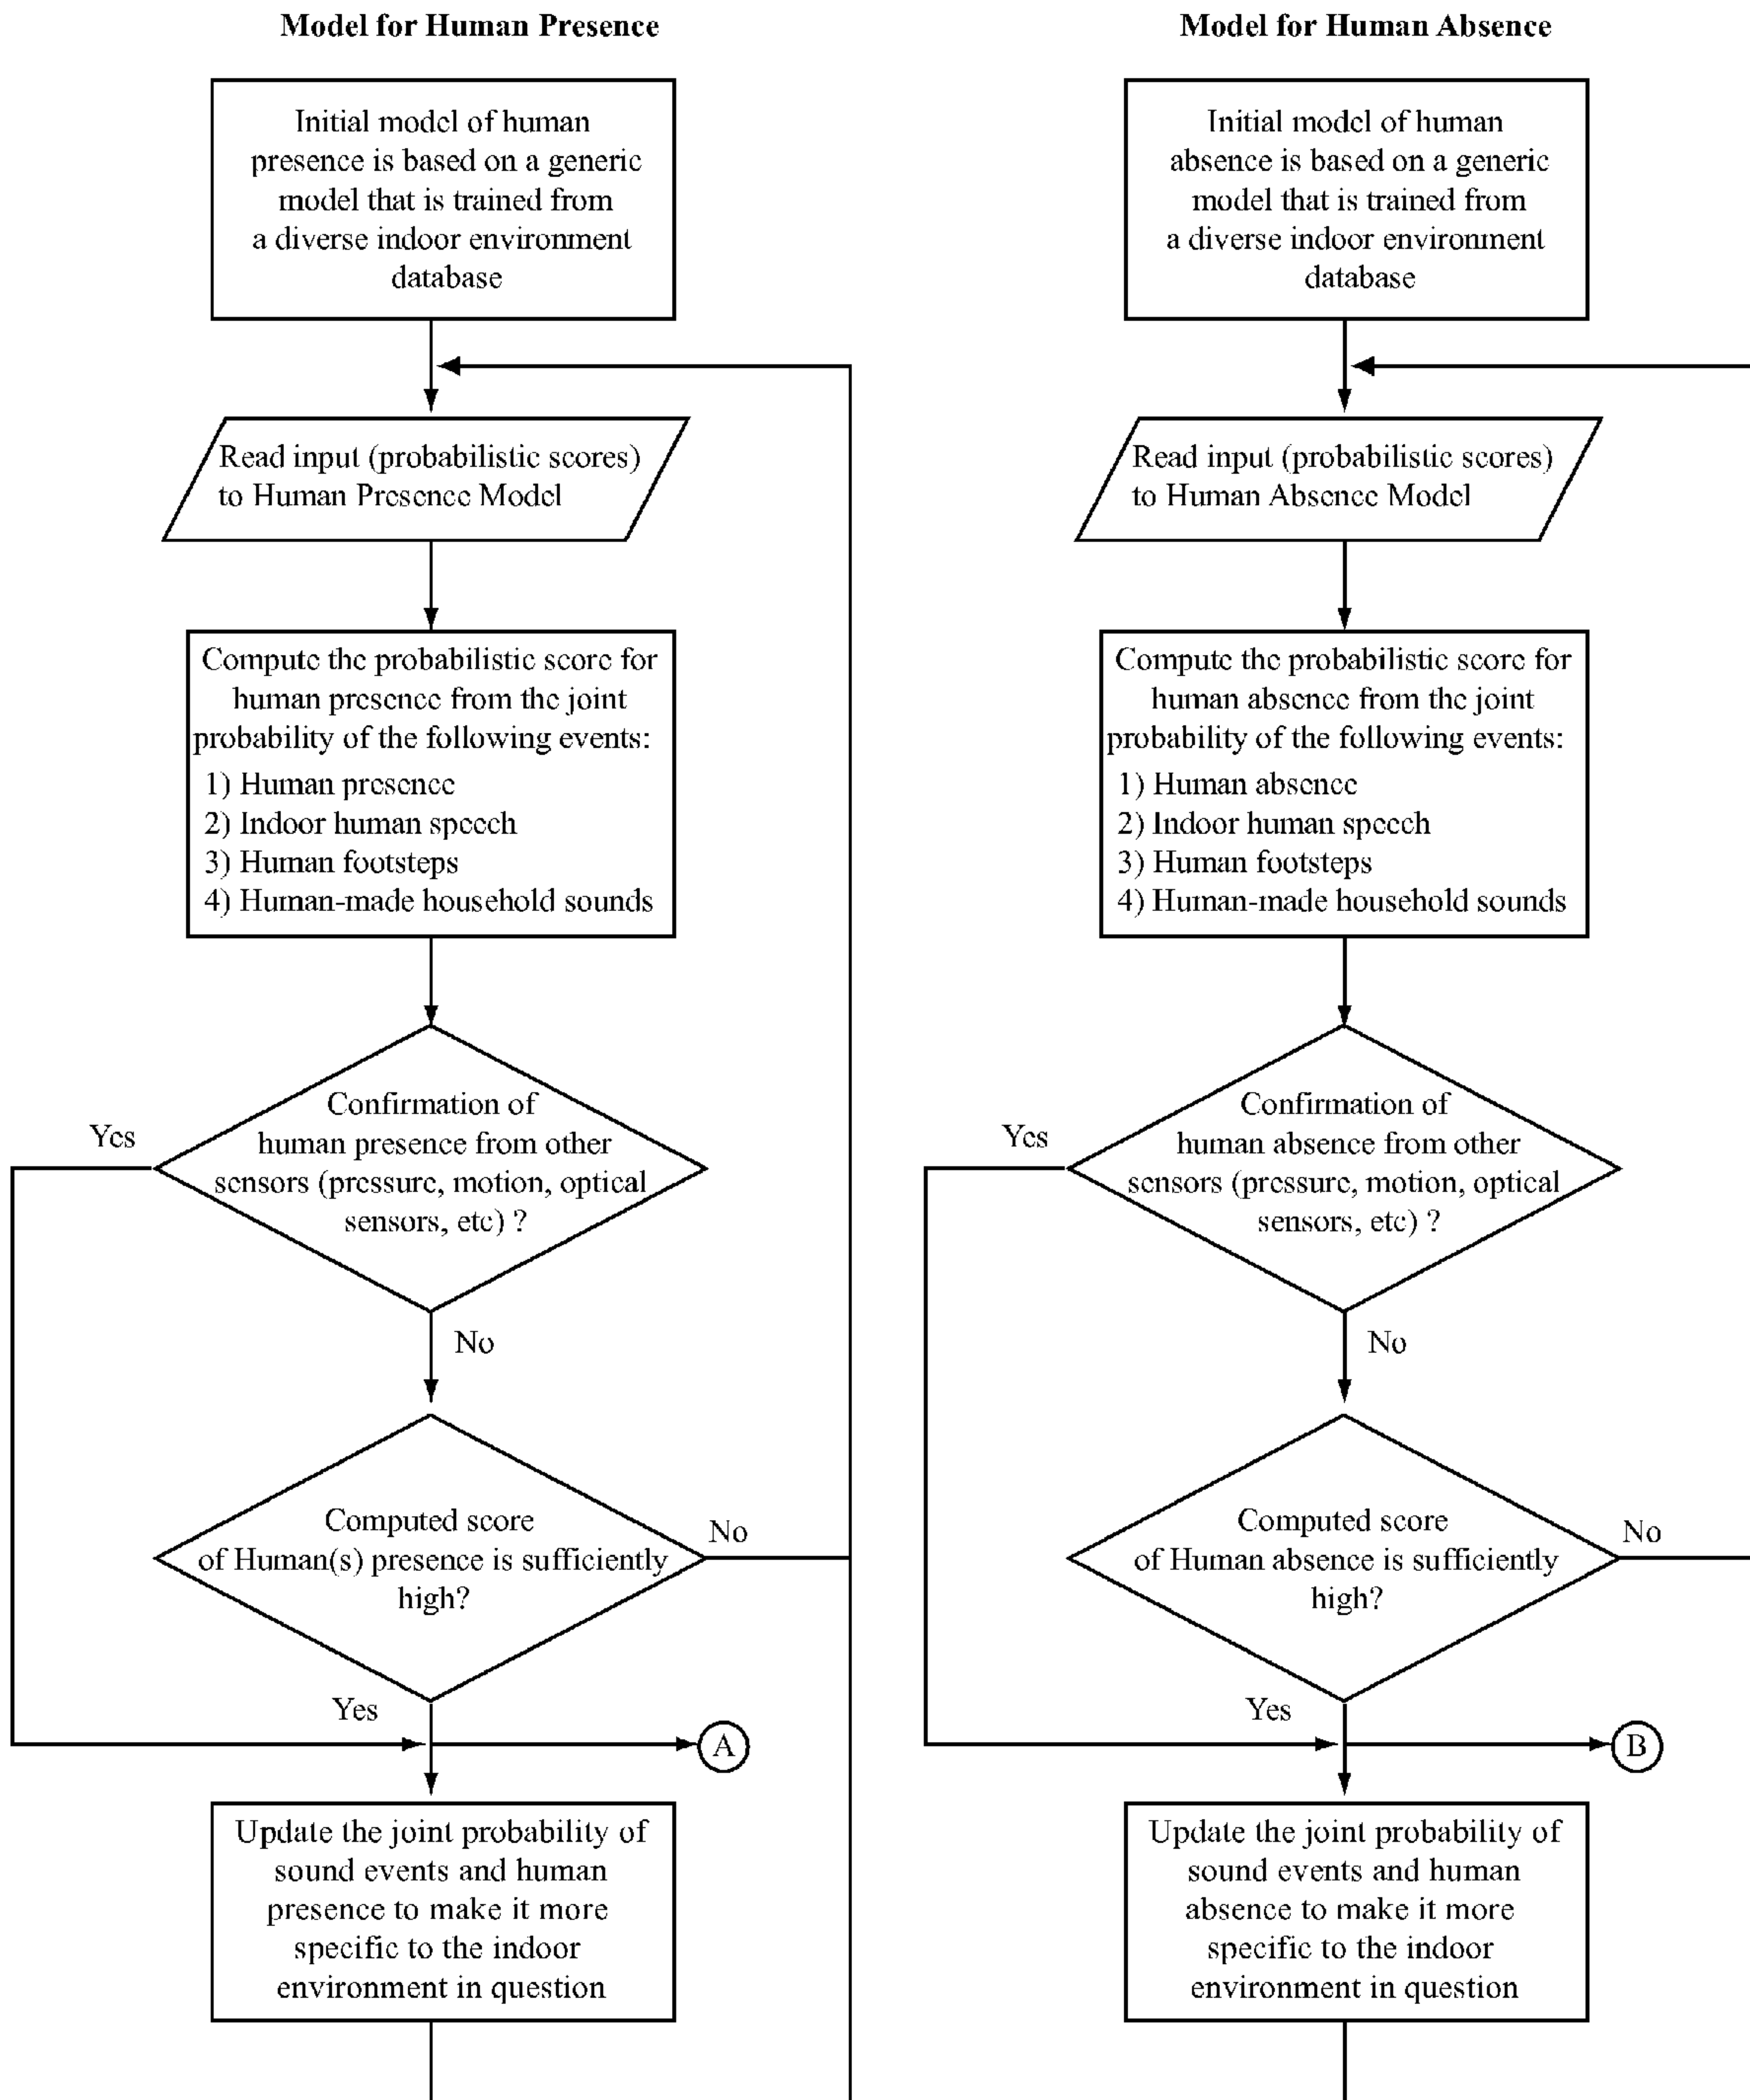 Model for Human Presence
Initial model of human
presence is based on a generic
model that is trained from
a diverse indoor environment
database
Read input (probabilistic scores)
to Human Presence Model
Compute the probabilistic score for
human presence from the joint
probability of the following events:
1) Human presence
2) Indoor human speech
3) Human footsteps
4) Human-made household sounds
Confirmation of
human presence from other
sensors (pressure, motion, optical
sensors, etc) ?
Yes
No
Computed score
of Human(s) presence is sufficiently
high?
No
Yes
A
Update the joint probability of
sound events and human
presence to make it more
specific to the indoor
environment in question
Model for Human Absence
Initial model of human
absence is based on a generic
model that is trained from
a diverse indoor environment
database
Read input (probabilistic scores)
to Human Absence Model
Compute the probabilistic score for
human absence from the joint
probability of the following events:
1) Human absence
2) Indoor human speech
3) Human footsteps
4) Human-made household sounds
Confirmation of
human absence from other
sensors (pressure, motion, optical
sensors, etc) ?
Yes
No
Computed score
of Human absence is sufficiently
high?
No
Yes
B
Update the joint probability of
sound events and human
absence to make it more
specific to the indoor
environment in question